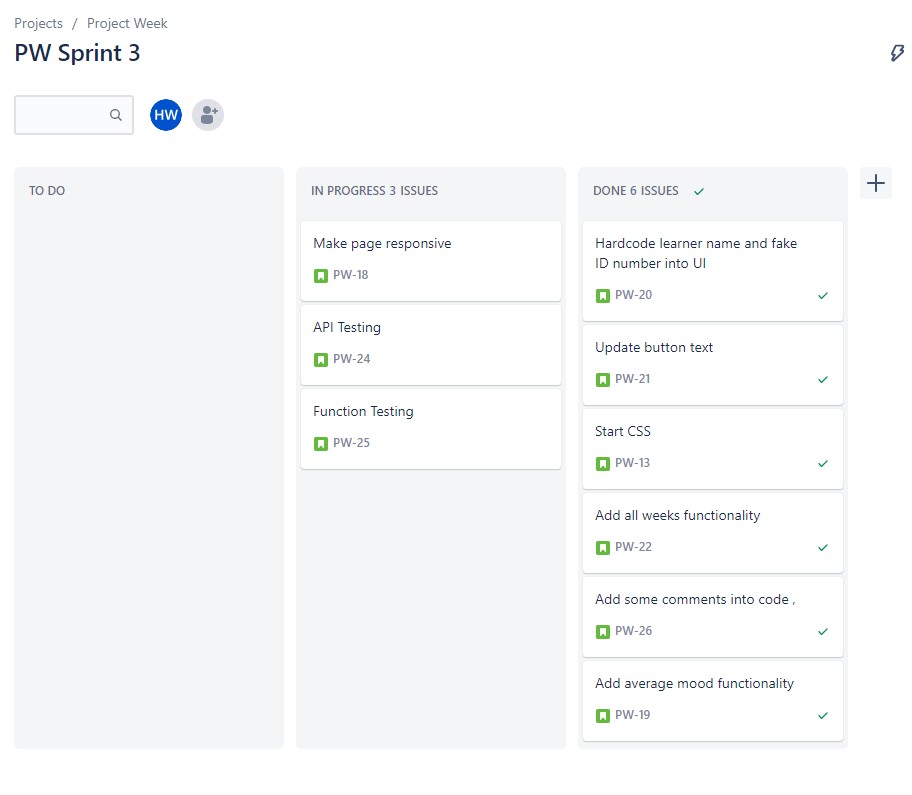 Projects / Project Week
PW Sprint 3
HW
TO DO
IN PROGRESS 3 ISSUES
Make page responsive
PW-18
API Testing
PW-24
Function Testing
PW-25
DONE 6 ISSUES
Hardcode learner name and fake
ID number into UI
PW-20
Update button text
PW-21
Start CSS
PW-13
Add all weeks functionality
PW-22
Add some comments into code ,
PW-26
Add average mood functionality
PW-19